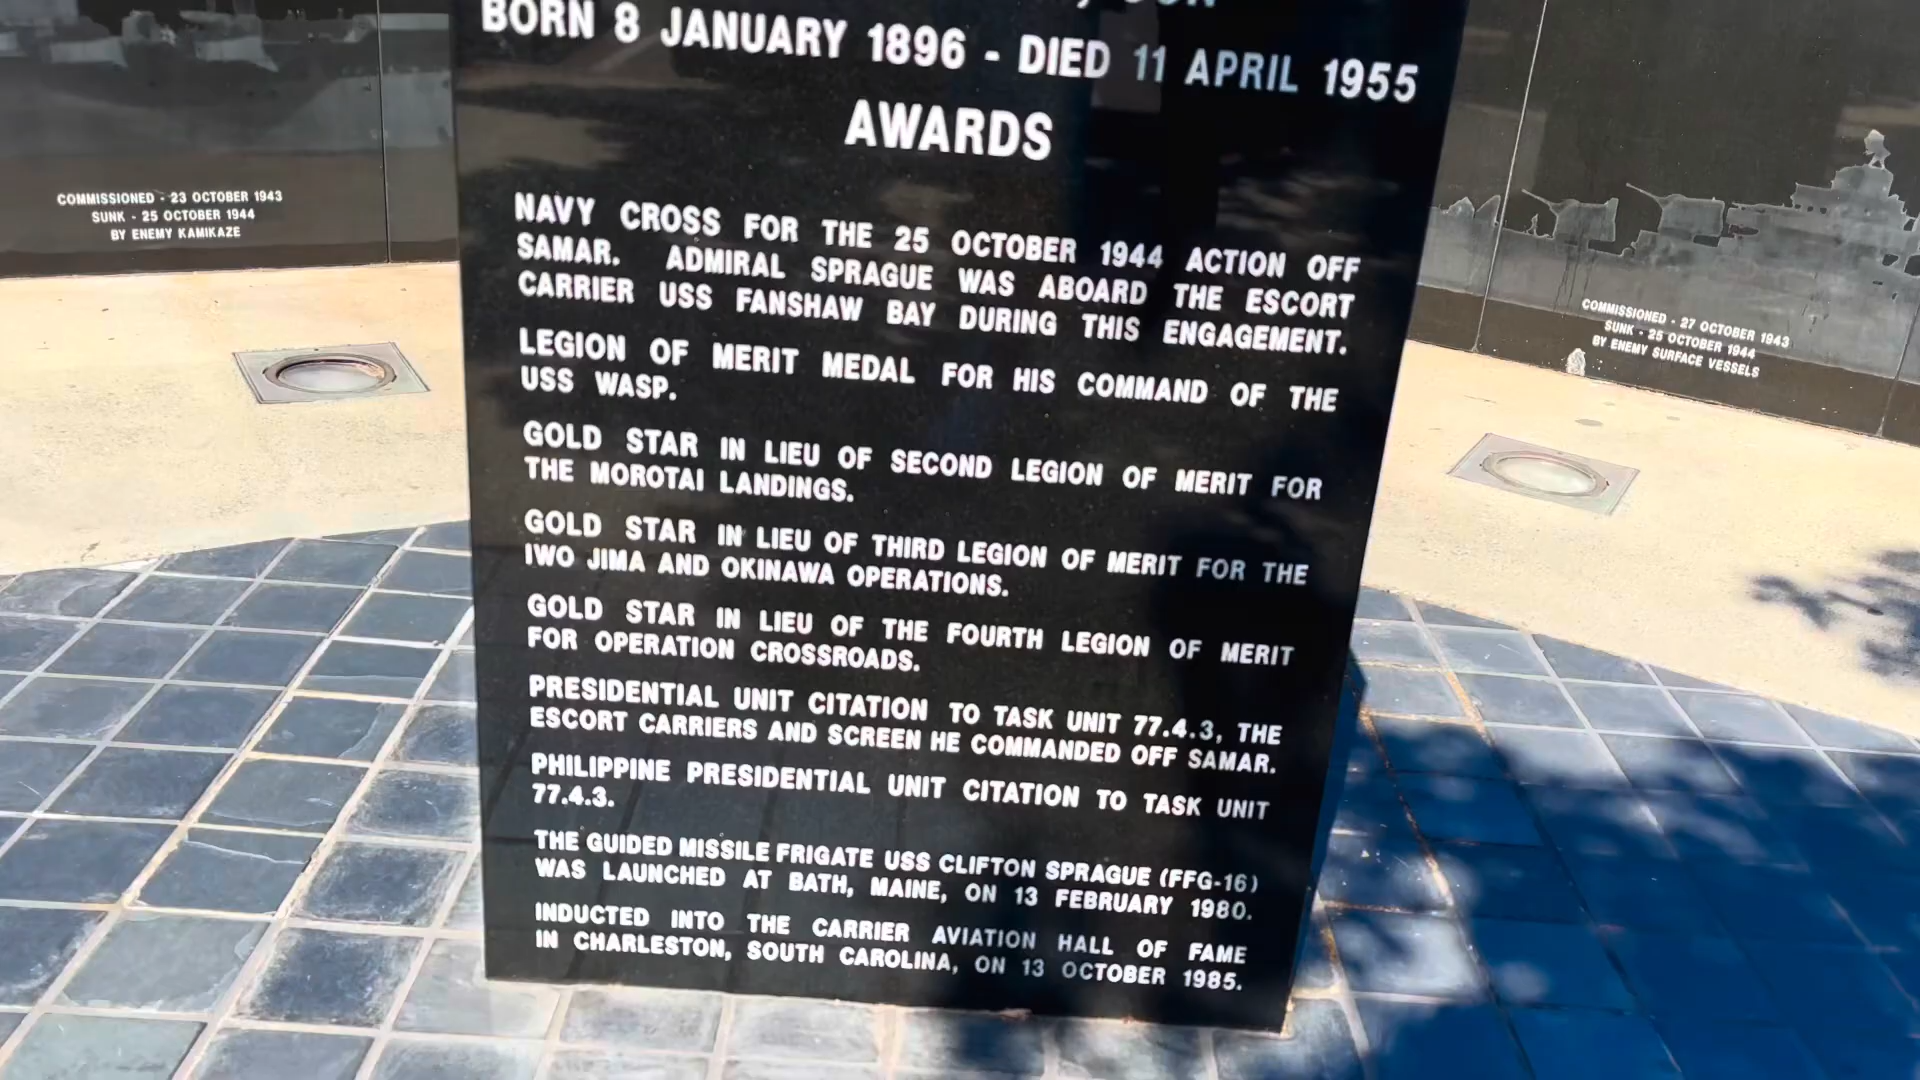 BORN 8 JANUARY 1896 - DIED 11 APRIL 1955
AWARDS
NAVY CROSS FOR THE 25 OCTOBER 1944 ACTION OFF
SAMAR. ADMIRAL SPRAGUE WAS ABOARD THE ESCORT
CARRIER USS FANSHAW BAY DURING THIS ENGAGEMENT.
LEGION OF MERIT MEDAL FOR HIS COMMAND OF THE
USS WASP.
GOLD STAR IN LIEU OF SECOND LEGION OF MERIT FOR
THE MOROTAI LANDINGS.
GOLD STAR IN LIEU OF THIRD LEGION OF MERIT FOR THE
IWO JIMA AND OKINAWA OPERATIONS.
GOLD STAR IN LIEU OF THE FOURTH LEGION OF MERIT
FOR OPERATION CROSSROADS.
PRESIDENTIAL UNIT CITATION TO TASK UNIT 77.4.3, THE
ESCORT CARRIERS AND SCREEN HE COMMANDED OFF SAMAR.
PHILIPPINE PRESIDENTIAL UNIT CITATION TO TASK UNIT
77.4.3.
THE GUIDED MISSILE FRIGATE USS CLIFTON SPRAGUE (FFG-16)
WAS LAUNCHED AT BATH, MAINE, ON 13 FEBRUARY 1980.
INDUCTED INTO THE CARRIER AVIATION HALL OF FAME
IN CHARLESTON, SOUTH CAROLINA, ON 13 OCTOBER 1985.
COMMISSIONED - 23 OCTOBER 1943
SUNK - 25 OCTOBER 1944
BY ENEMY KAMIKAZE
COMMISSIONED - 27 OCTOBER 1943
SUNK - 25 OCTOBER 1944
BY ENEMY SURFACE VESSELS